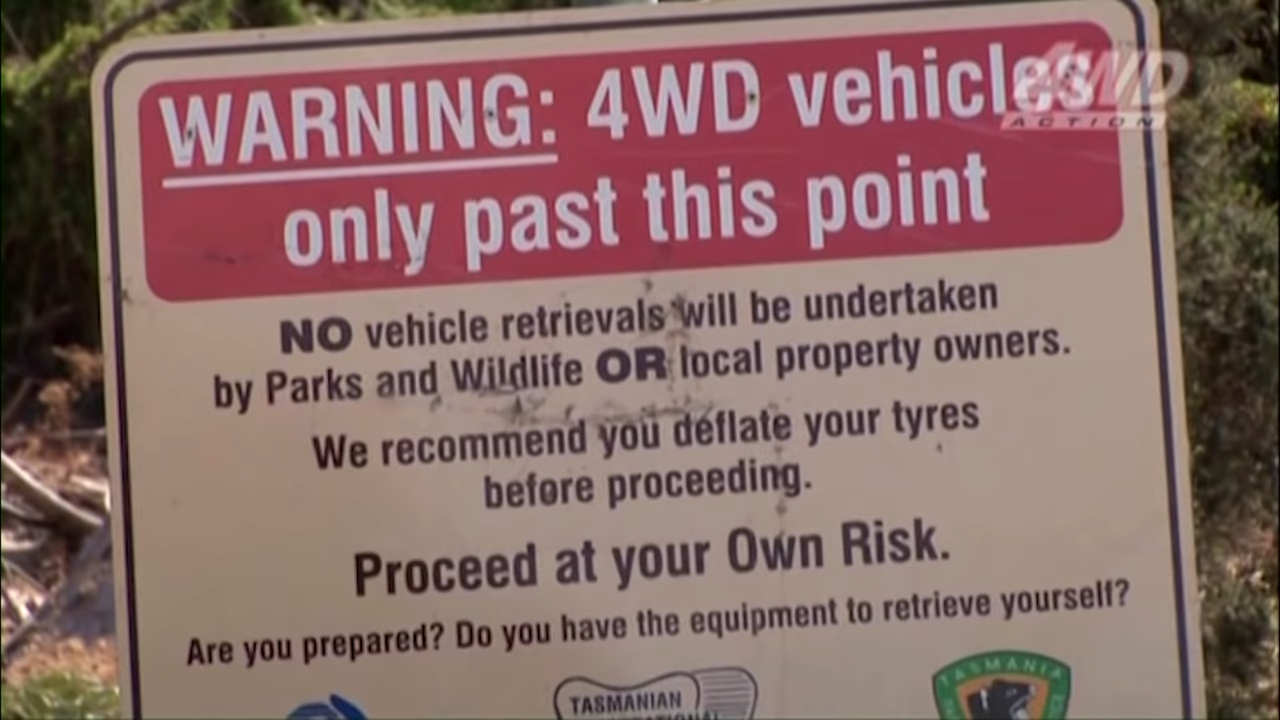 WARNING: 4WD vehicles
only past this point
4WD
ACTION
NO vehicle retrievals will be undertaken
by Parks and Wildlife OR local property owners.
We recommend you deflate your tyres
before proceeding.
Proceed at your Own Risk.
Are you prepared? Do you have the equipment to retrieve yourself?
TASMANIAN
TASMANIA